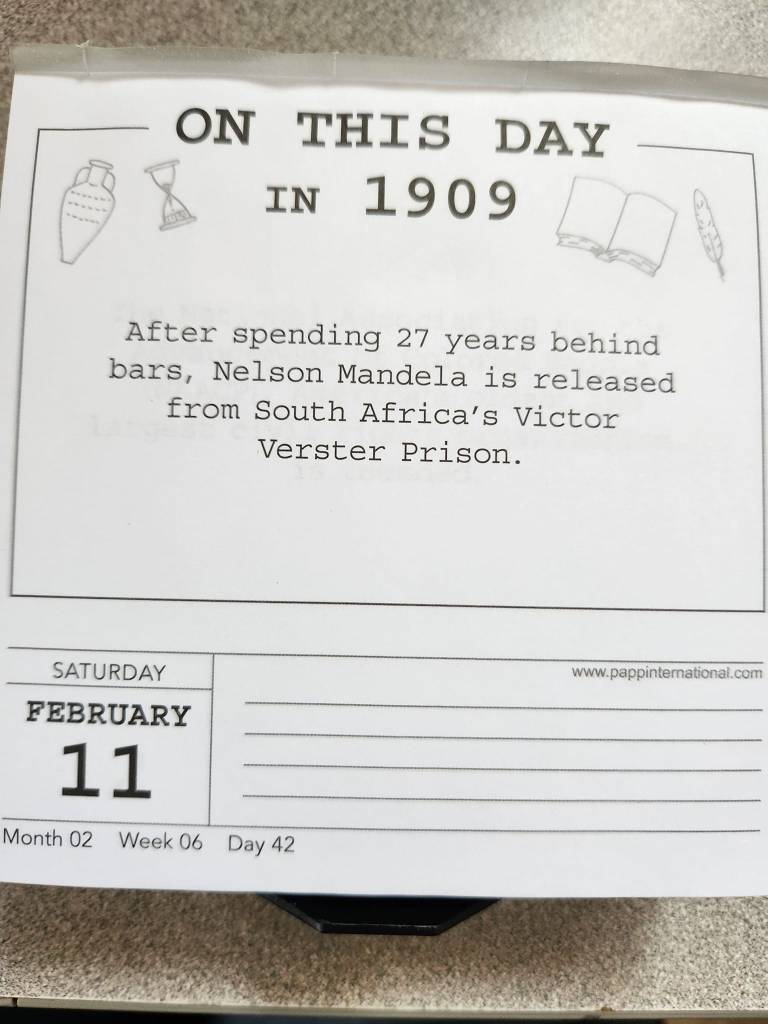 ON THIS DAY
IN 1909
After spending 27 years behind
bars, Nelson Mandela is released
from South Africa's Victor
Verster Prison.
SATURDAY
FEBRUARY
11
www.pappinternational.com
Month 02 Week 06 Day 42